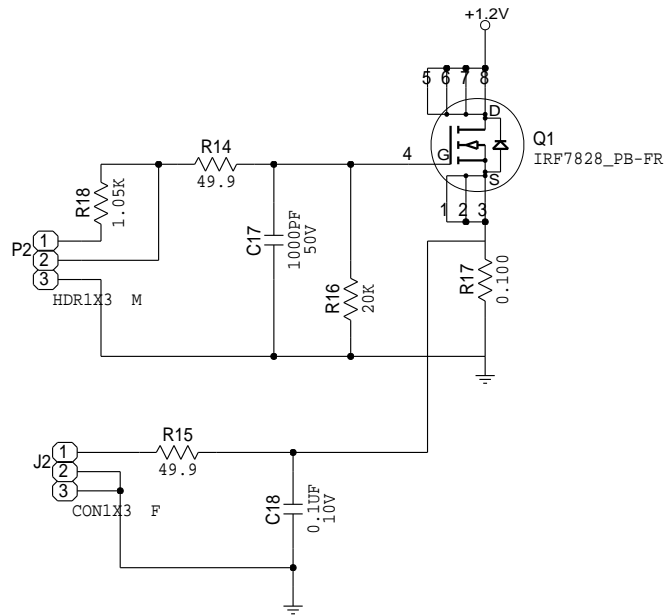 +1.2V
5 6 7 8
D
Q1
IRF7828_PB-FR
G
S
4
1 2 3
R14
49.9
R18
1.05K
P2
1
2
3
HDR1X3 M
C17
1000PF
50V
R16
20K
R17
0.100
J2
1
2
3
CON1X3 F
R15
49.9
C18
0.1UF
10V